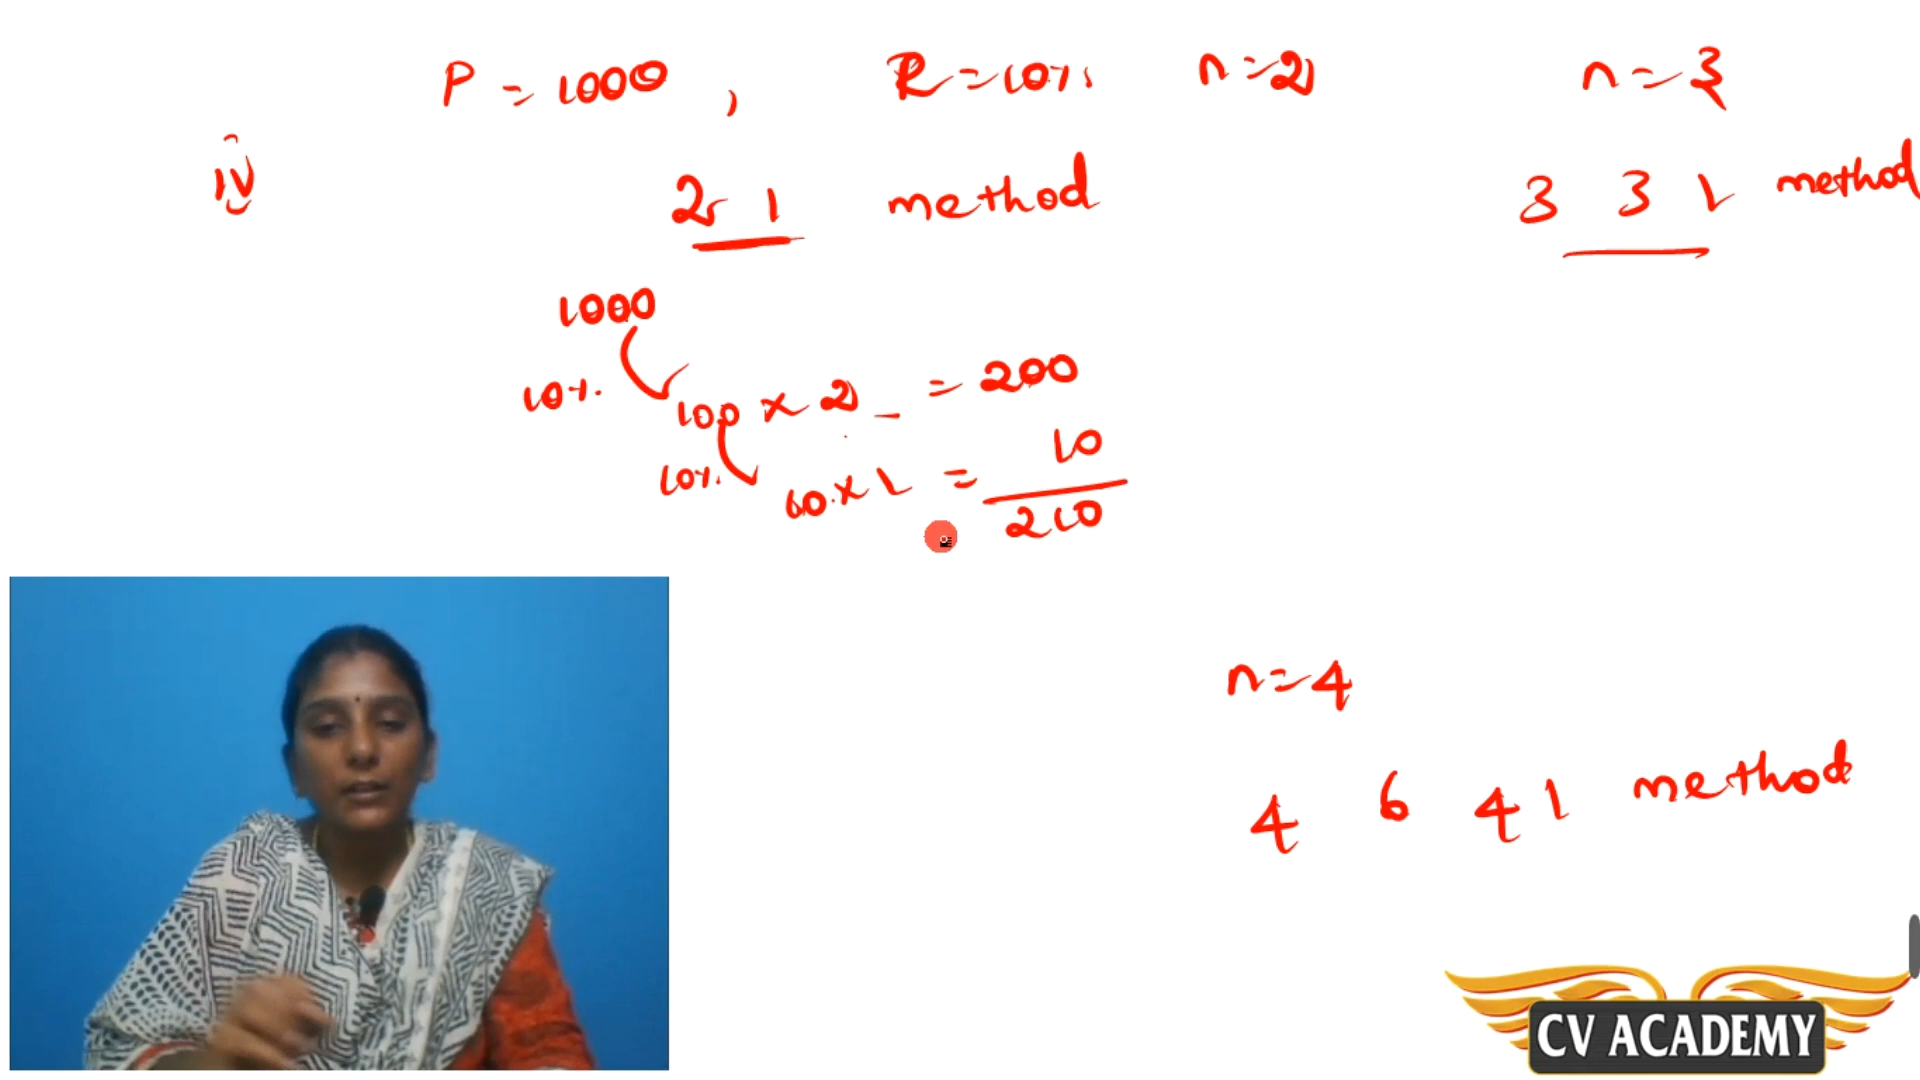 P = 1000 , R = 10% n = 2 n = 3
iv
2 1 method 3 3 1 method
1000
10% 100 × 2 = 200
10% 10 × 1 = 10
210
n = 4
4 6 4 1 method
CV ACADEMY